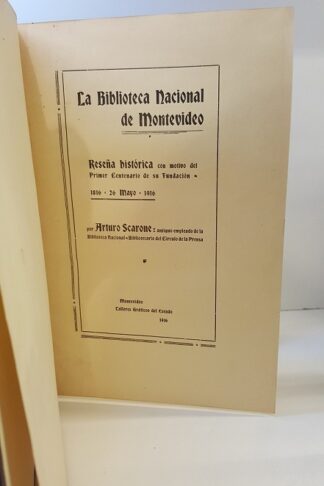 La Biblioteca Nacional
de Montevideo
Reseña histórica con motivo del
Primer Centenario de su Fundación
1816 - 26 Mayo - 1916
por Arturo Scarone: antiguo empleado de la
Biblioteca Nacional - Bibliotecario del Círculo de la Prensa
Montevideo
Talleres Gráficos del Estado
1916